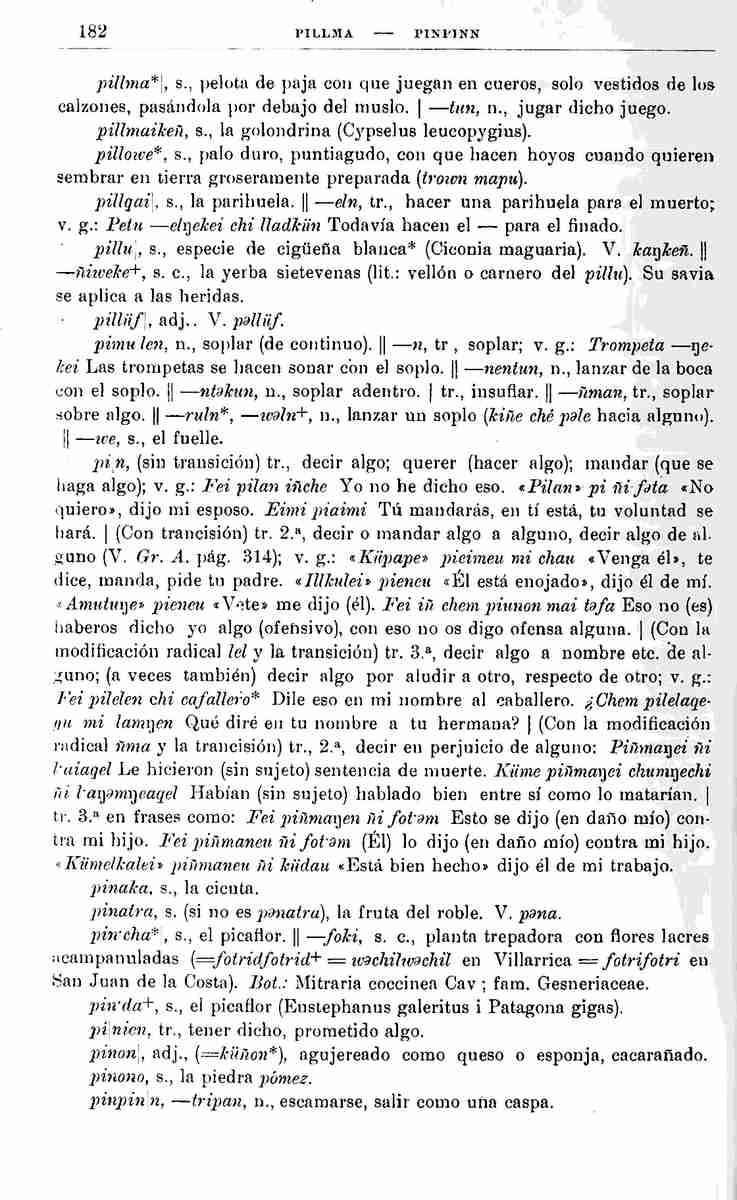 182 PILLMA — PINPINN
pillma*|, s., pelota de paja con que juegan en cueros, solo vestidos de los
calzones, pasándola por debajo del muslo. | —tun, n., jugar dicho juego.
pillmaikeñ, s., la golondrina (Cypselus leucopygius).
pillowe*, s., palo duro, puntiagudo, con que hacen hoyos cuando quieren
sembrar en tierra groseramente preparada (trown mapu).
pillqai|, s., la parihuela. || —eln, tr., hacer una parihuela para el muerto;
v. g.: Petu —elŋekei chi lladkün Todavía hacen el — para el finado.
pillu|, s., especie de cigüeña blanca* (Ciconia maguaria). V. kaŋkeñ. ||
—ñiweke+, s. c., la yerba sietevenas (lit.: vellón o carnero del pillu). Su savia
se aplica a las heridas.
pillüf|, adj.. V. pəllüf.
pimu len, n., soplar (de continuo). || —n, tr , soplar; v. g.: Trompeta —ŋe-
kei Las trompetas se hacen sonar con el soplo. || —nentun, n., lanzar de la boca
con el soplo. || —ntəkun, n., soplar adentro. | tr., insuflar. || —ñman, tr., soplar
sobre algo. || —ruln*, —wəln+, n., lanzar un soplo (kiñe ché pəle hacia alguno).
|| —we, s., el fuelle.
pi|n, (sin transición) tr., decir algo; querer (hacer algo); mandar (que se
haga algo); v. g.: Fei pilan iñche Yo no he dicho eso. «Pilan» pi ñi fəta «No
quiero», dijo mi esposo. Eimi piaimi Tú mandarás, en tí está, tu voluntad se
hará. | (Con trancisión) tr. 2.ª, decir o mandar algo a alguno, decir algo de al-
guno (V. Gr. A. pág. 314); v. g.: «Küpape» pieimeu mi chau «Venga él», te
dice, manda, pide tu padre. «Illkulei» pieneu «Él está enojado», dijo él de mí.
«Amutuŋe» pieneu «Vete» me dijo (él). Fei iñ chem piunon mai təfa Eso no (es)
haberos dicho yo algo (ofensivo), con eso no os digo ofensa alguna. | (Con la
modificación radical lel y la transición) tr. 3.ª, decir algo a nombre etc. de al-
guno; (a veces también) decir algo por aludir a otro, respecto de otro; v. g.:
Fei pilelen chi cafallero* Dile eso en mi nombre al caballero. ¿Chem pilelaqe-
qu mi lamŋen Qué diré en tu nombre a tu hermana? | (Con la modificación
radical ñma y la trancisión) tr., 2.ª, decir en perjuicio de alguno: Piñmaŋei ñi
l·aiaqel Le hicieron (sin sujeto) sentencia de muerte. Küme piñmaŋei chumŋechi
ñi l·aŋəmŋeaqel Habían (sin sujeto) hablado bien entre sí como lo matarían. |
tr. 3.ª en frases como: Fei piñmaŋen ñi fot·əm Esto se dijo (en daño mío) con-
tra mi hijo. Fei piñmaneu ñi fot·əm (Él) lo dijo (en daño mío) contra mi hijo.
«Kümelkalei» piñmaneu ñi küdau «Está bien hecho» dijo él de mi trabajo.
pinaka, s., la cicuta.
pinatra, s. (si no es pənatra), la fruta del roble. V. pəna.
pin·cha*|, s., el picaflor. || —foki, s. c., planta trepadora con flores lacres
acampanuladas (=fotridfotrid+ = wəchilwəchil en Villarrica = fotrifotri en
San Juan de la Costa). Bot.: Mitraria coccinea Cav ; fam. Gesneriaceae.
pin·da+, s., el picaflor (Eustephanus galeritus i Patagona gigas).
pi|nien, tr., tener dicho, prometido algo.
pinon|, adj., (=küñon*), agujereado como queso o esponja, cacarañado.
pinono, s., la piedra pómez.
pinpin|n, —tripan, n., escamarse, salir como una caspa.